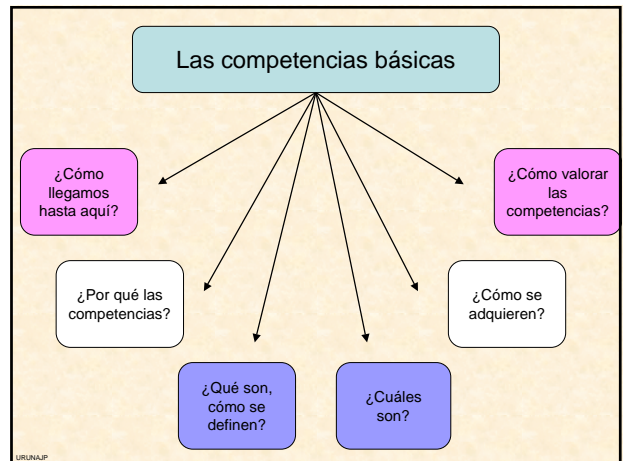 Las competencias básicas
¿Cómo
llegamos
hasta aquí?
¿Cómo valorar
las
competencias?
¿Por qué las
competencias?
¿Cómo se
adquieren?
¿Qué son,
cómo se
definen?
¿Cuáles
son?
URUNAJP